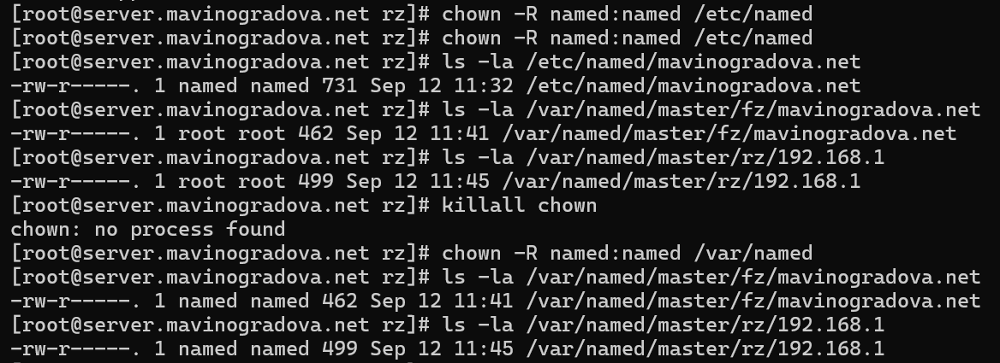 [root@server.mavinogradova.net rz]# chown -R named:named /etc/named
[root@server.mavinogradova.net rz]# chown -R named:named /etc/named
[root@server.mavinogradova.net rz]# ls -la /etc/named/mavinogradova.net
-rw-r-----. 1 named named 731 Sep 12 11:32 /etc/named/mavinogradova.net
[root@server.mavinogradova.net rz]# ls -la /var/named/master/fz/mavinogradova.net
-rw-r-----. 1 root root 462 Sep 12 11:41 /var/named/master/fz/mavinogradova.net
[root@server.mavinogradova.net rz]# ls -la /var/named/master/rz/192.168.1
-rw-r-----. 1 root root 499 Sep 12 11:45 /var/named/master/rz/192.168.1
[root@server.mavinogradova.net rz]# killall chown
chown: no process found
[root@server.mavinogradova.net rz]# chown -R named:named /var/named
[root@server.mavinogradova.net rz]# ls -la /var/named/master/fz/mavinogradova.net
-rw-r-----. 1 named named 462 Sep 12 11:41 /var/named/master/fz/mavinogradova.net
[root@server.mavinogradova.net rz]# ls -la /var/named/master/rz/192.168.1
-rw-r-----. 1 named named 499 Sep 12 11:45 /var/named/master/rz/192.168.1